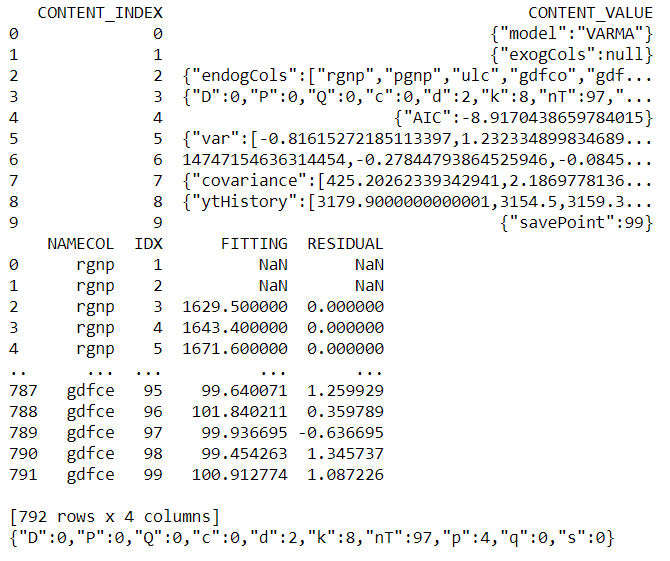 CONTENT_INDEX CONTENT_VALUE
0 0 {"model":"VARMA"}
1 1 {"exogCols":null}
2 2 {"endogCols":["rgnp","pgnp","ulc","gdfco","gdf...
3 3 {"D":0,"P":0,"Q":0,"c":0,"d":2,"k":8,"nT":97,"...
4 4 {"AIC":-8.9170438659784015}
5 5 {"var":[-0.81615272185113397,1.232334899834689...
6 6 14747154636314454,-0.27844793864525946,-0.0845...
7 7 {"covariance":[425.20262339342941,2.1869778136...
8 8 {"ytHistory":[3179.9000000000001,3154.5,3159.3...
9 9 {"savePoint":99}
NAMECOL IDX FITTING RESIDUAL
0 rgnp 1 NaN NaN
1 rgnp 2 NaN NaN
2 rgnp 3 1629.500000 0.000000
3 rgnp 4 1643.400000 0.000000
4 rgnp 5 1671.600000 0.000000
.. ... ... ... ...
787 gdfce 95 99.640071 1.259929
788 gdfce 96 101.840211 0.359789
789 gdfce 97 99.936695 -0.636695
790 gdfce 98 99.454263 1.345737
791 gdfce 99 100.912774 1.087226
[792 rows x 4 columns]
{"D":0,"P":0,"Q":0,"c":0,"d":2,"k":8,"nT":97,"p":4,"q":0,"s":0}